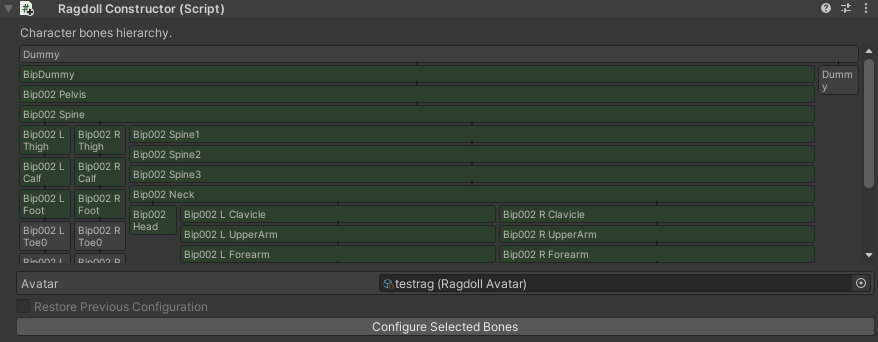 Ragdoll Constructor (Script)
Character bones hierarchy.
Dummy
BipDummy
Dumm
y
Bip002 Pelvis
Bip002 Spine
Bip002 L
Thigh
Bip002 R
Thigh
Bip002 Spine1
Bip002 Spine2
Bip002 L
Calf
Bip002 R
Calf
Bip002 Spine3
Bip002 L
Foot
Bip002 R
Foot
Bip002 Neck
Bip002
Head
Bip002 L Clavicle
Bip002 R Clavicle
Bip002 L
Toe0
Bip002 R
Toe0
Bip002 L UpperArm
Bip002 R UpperArm
Bip002 L Forearm
Bip002 R Forearm
Avatar
testrag (Ragdoll Avatar)
Restore Previous Configuration
Configure Selected Bones